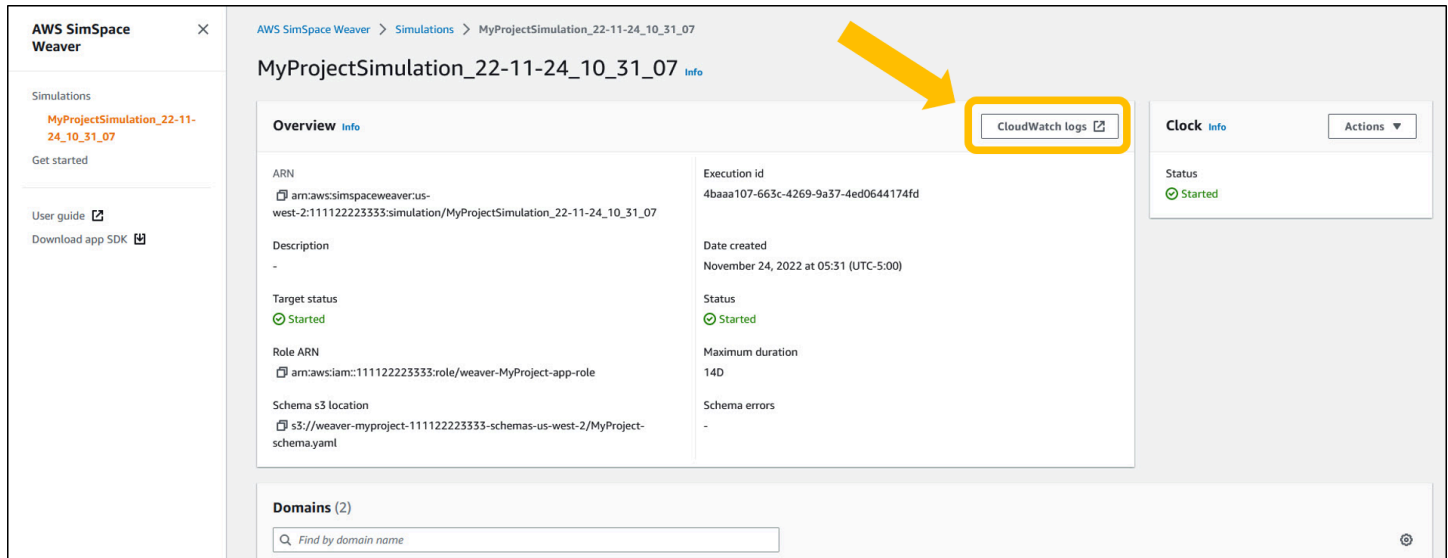 AWS SimSpace
Weaver
Simulations
MyProjectSimulation_22-11-
24_10_31_07
Get started
User guide
Download app SDK
AWS SimSpace Weaver > Simulations > MyProjectSimulation_22-11-24_10_31_07
MyProjectSimulation_22-11-24_10_31_07 Info
Overview Info
CloudWatch logs
ARN
arn:aws:simspaceweaver:us-
west-2:111122223333:simulation/MyProjectSimulation_22-11-24_10_31_07
Execution id
4baaa107-663c-4269-9a37-4ed0644174fd
Description
-
Date created
November 24, 2022 at 05:31 (UTC-5:00)
Target status
Started
Status
Started
Role ARN
arn:aws:iam::111122223333:role/weaver-MyProject-app-role
Maximum duration
14D
Schema s3 location
s3://weaver-myproject-111122223333-schemas-us-west-2/MyProject-
schema.yaml
Schema errors
-
Clock Info
Actions
Status
Started
Domains (2)
Find by domain name